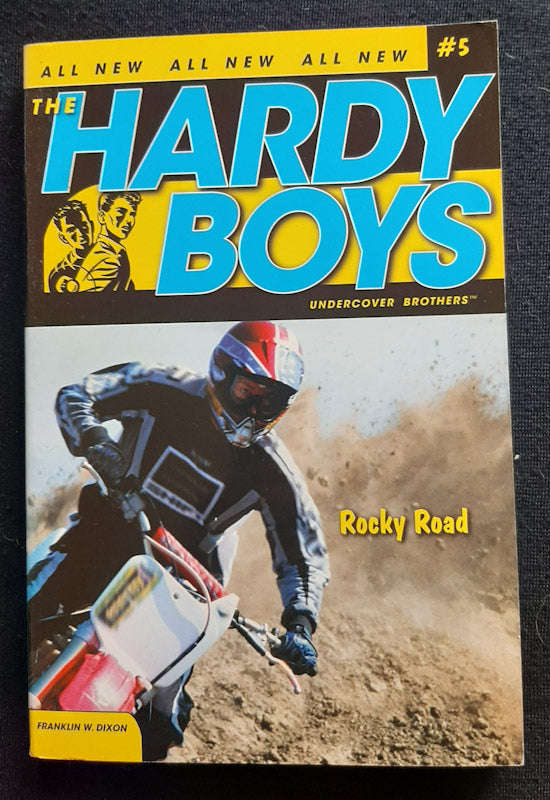 ALL NEW ALL NEW ALL NEW
#5
THE
HARDY
BOYS
UNDERCOVER BROTHERS™
Rocky Road
FRANKLIN W. DIXON